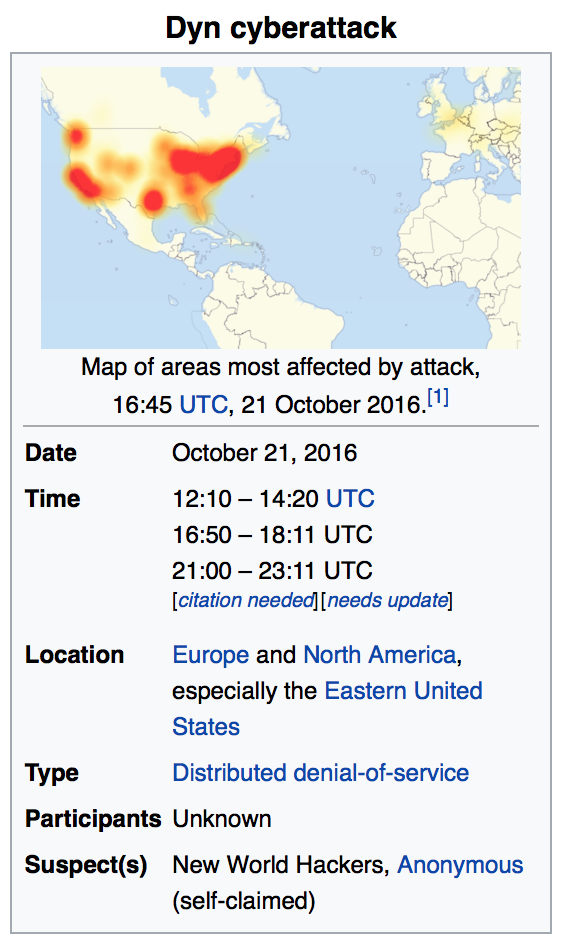 Dyn cyberattack
Map of areas most affected by attack,
16:45 UTC, 21 October 2016.[1]
Date October 21, 2016
Time 12:10 – 14:20 UTC
16:50 – 18:11 UTC
21:00 – 23:11 UTC
[citation needed][needs update]
Location Europe and North America,
especially the Eastern United
States
Type Distributed denial-of-service
Participants Unknown
Suspect(s) New World Hackers, Anonymous
(self-claimed)